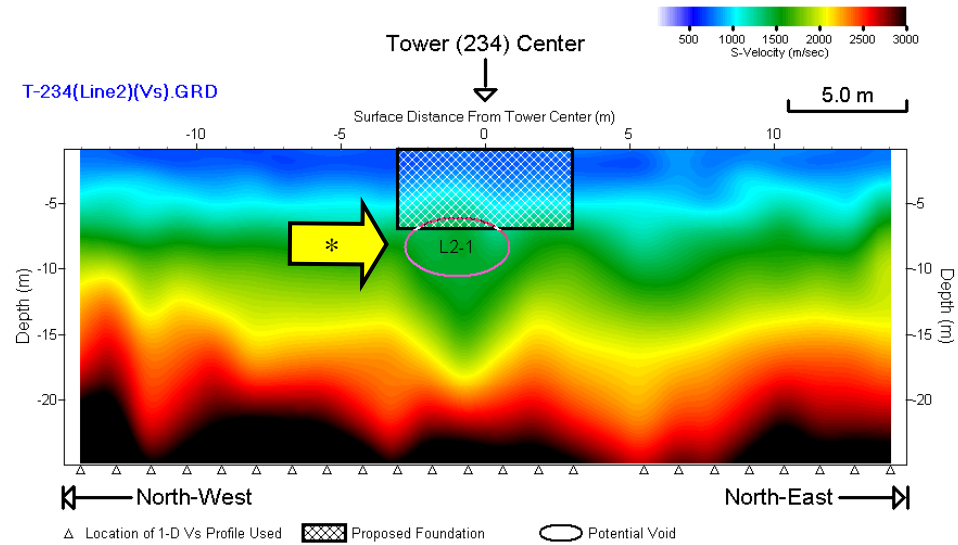 500 1000 1500 2000 2500 3000
S-Velocity (m/sec)
Tower (234) Center
T-234(Line2)(Vs).GRD
5.0 m
Surface Distance From Tower Center (m)
-10 -5 0 5 10
-5 -5
* L2-1
-10 -10
Depth (m) Depth (m)
-15 -15
-20 -20
North-West North-East
Location of 1-D Vs Profile Used Proposed Foundation Potential Void